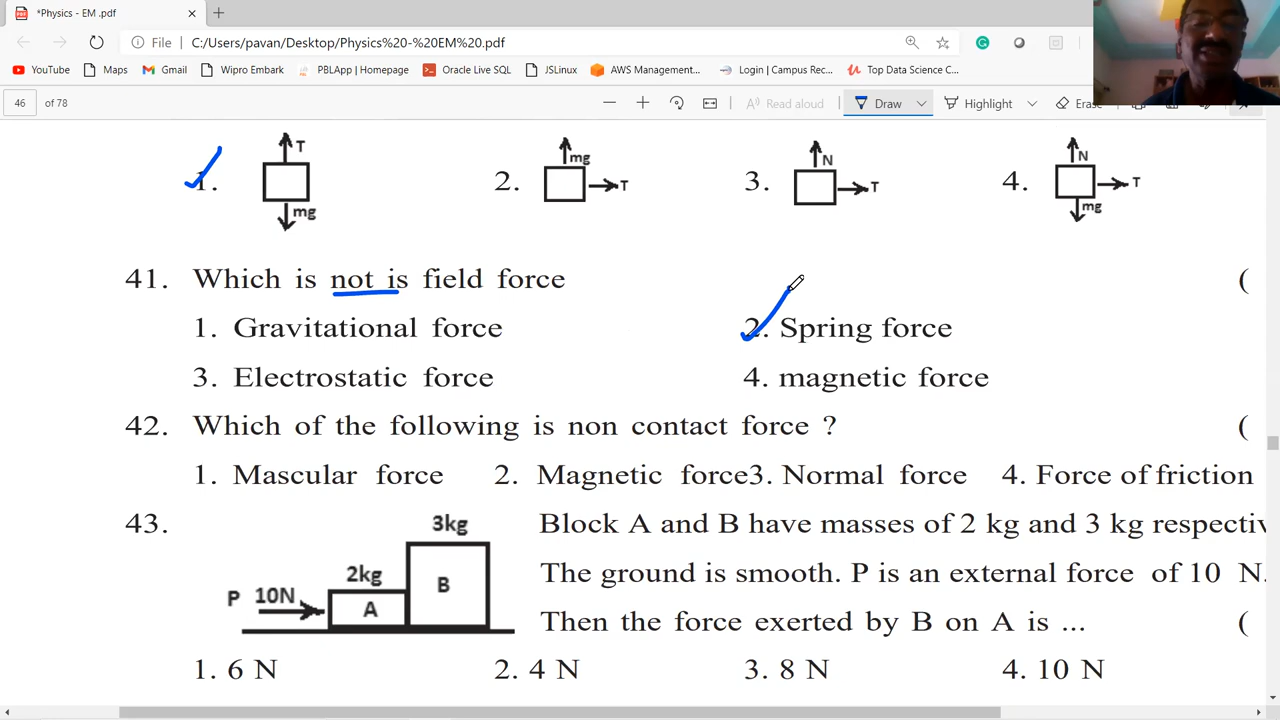 *Physics - EM .pdf
File C:/Users/pavan/Desktop/Physics%20-%20EM%20.pdf
YouTube Maps Gmail Wipro Embark PBLApp | Homepage Oracle Live SQL JSLinux AWS Management... Login | Campus Rec... Top Data Science C...
46 of 78 Read aloud Draw Highlight Erase
1. T mg 2. mg T 3. N T 4. N T mg
41. Which is not is field force (
1. Gravitational force 2. Spring force
3. Electrostatic force 4. magnetic force
42. Which of the following is non contact force ? (
1. Mascular force 2. Magnetic force3. Normal force 4. Force of friction
43. 3kg Block A and B have masses of 2 kg and 3 kg respectiv
2kg B The ground is smooth. P is an external force of 10 N.
P 10N A Then the force exerted by B on A is ... (
1. 6 N 2. 4 N 3. 8 N 4. 10 N